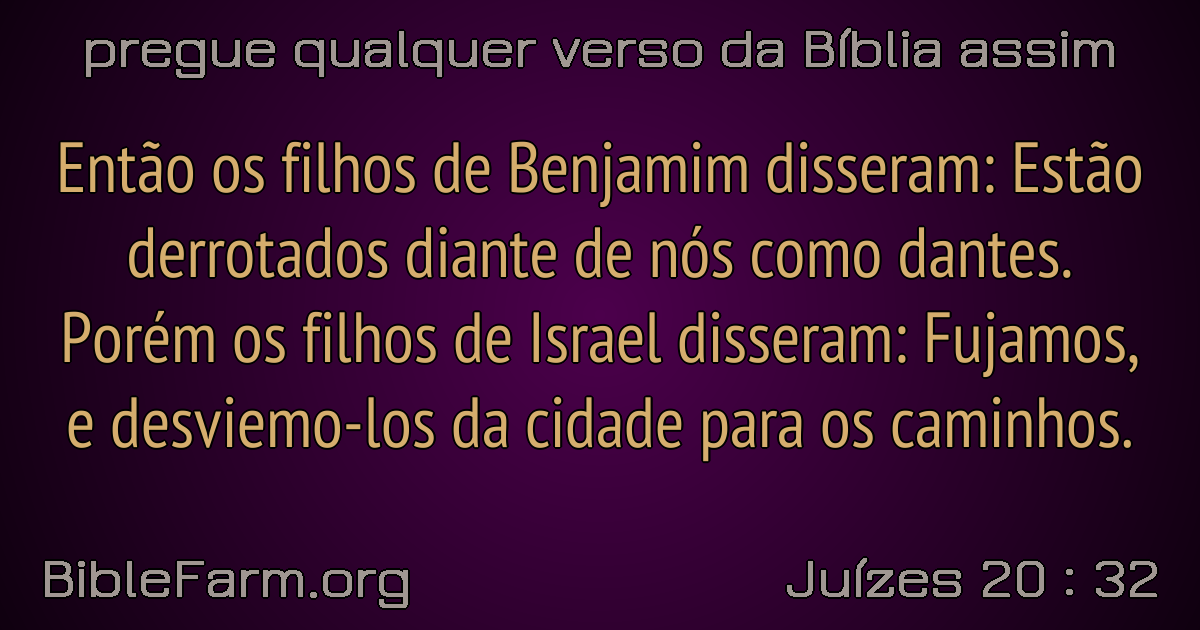 pregue qualquer verso da Bíblia assim
Então os filhos de Benjamim disseram: Estão
derrotados diante de nós como dantes.
Porém os filhos de Israel disseram: Fujamos,
e desviemo-los da cidade para os caminhos.
BibleFarm.org
Juízes 20 : 32